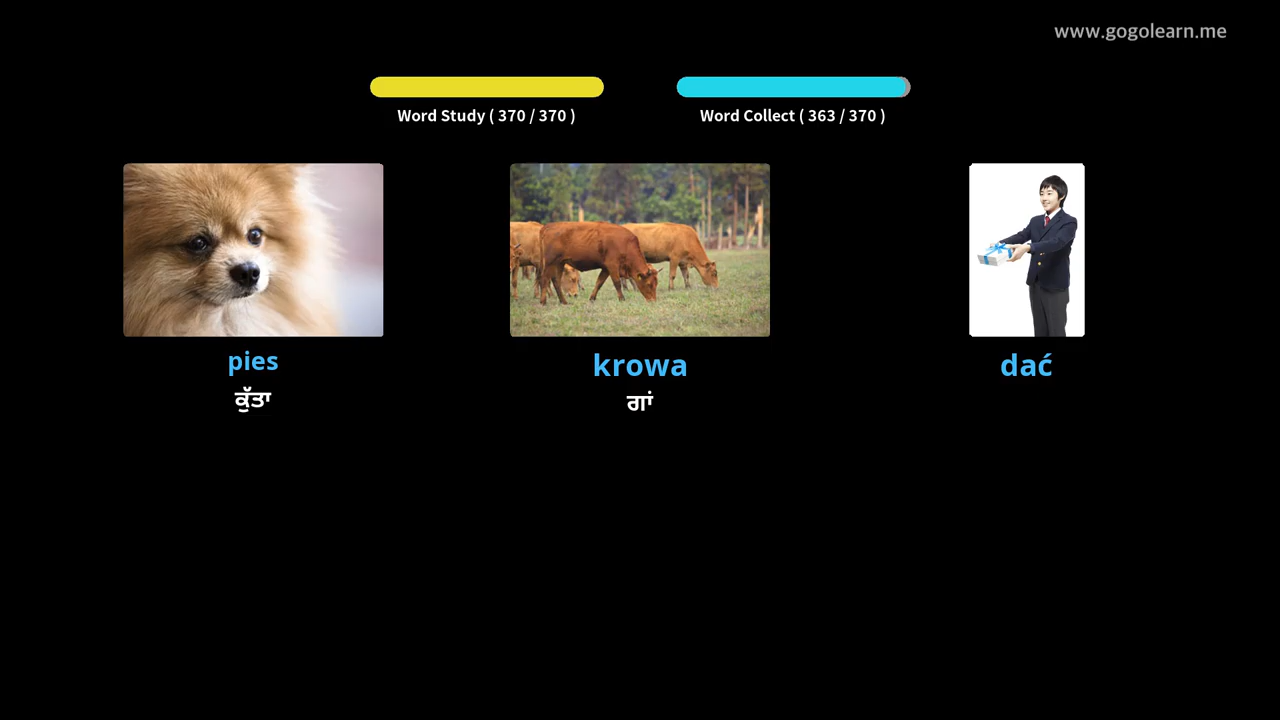 www.gogolearn.me
Word Study ( 370 / 370 )
Word Collect ( 363 / 370 )
pies
krowa
dać
ਕੁੱਤਾ
ਗਾਂ